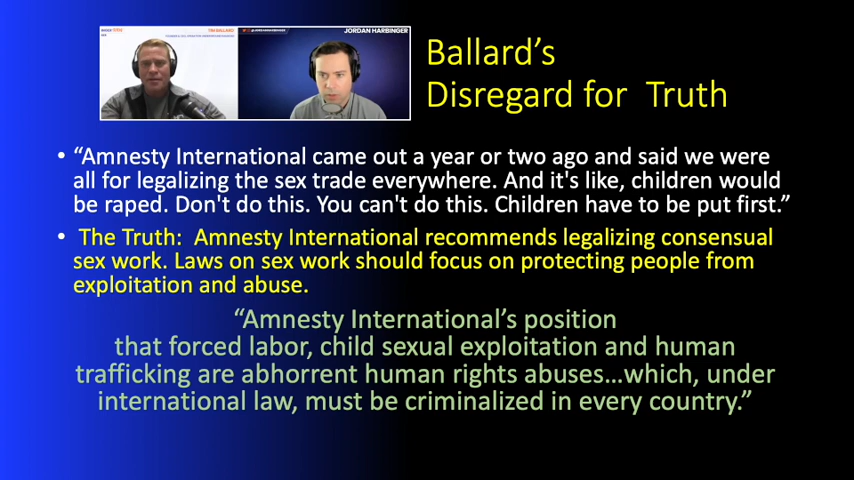 TIM BALLARD
JORDAN HARBINGER
Ballard's
Disregard for Truth
• “Amnesty International came out a year or two ago and said we were
all for legalizing the sex trade everywhere. And it's like, children would
be raped. Don't do this. You can't do this. Children have to be put first.”
• The Truth: Amnesty International recommends legalizing consensual
sex work. Laws on sex work should focus on protecting people from
exploitation and abuse.
“Amnesty International’s position
that forced labor, child sexual exploitation and human
trafficking are abhorrent human rights abuses…which, under
international law, must be criminalized in every country.”